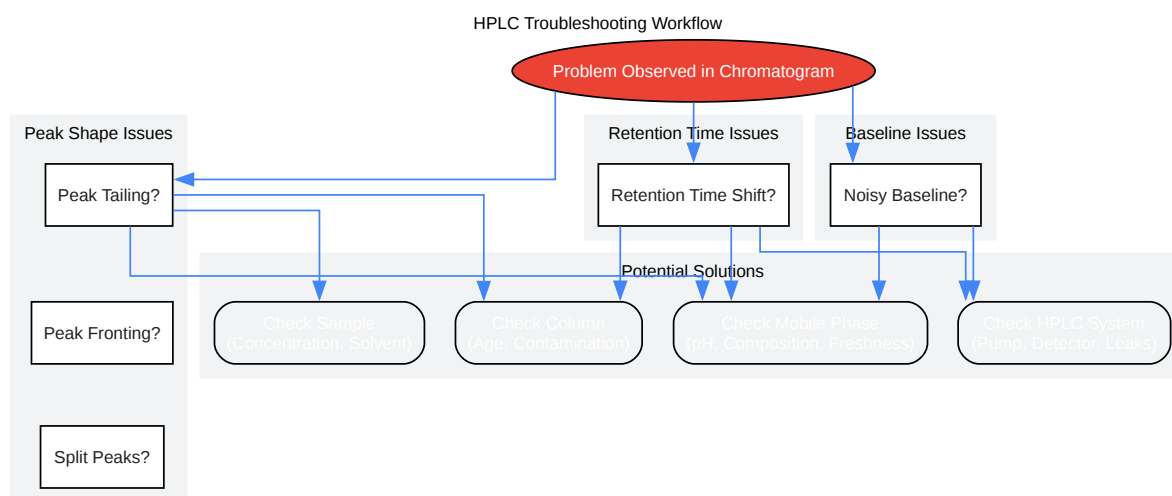 HPLC Troubleshooting Workflow
Problem Observed in Chromatogram
Peak Shape Issues
Retention Time Issues
Baseline Issues
Peak Tailing?
Retention Time Shift?
Noisy Baseline?
Potential Solutions
Peak Fronting?
Check Sample
(Concentration, Solvent)
Check Column
(Age, Contamination)
Check Mobile Phase
(pH, Composition, Freshness)
Check HPLC System
(Pump, Detector, Leaks)
Split Peaks?